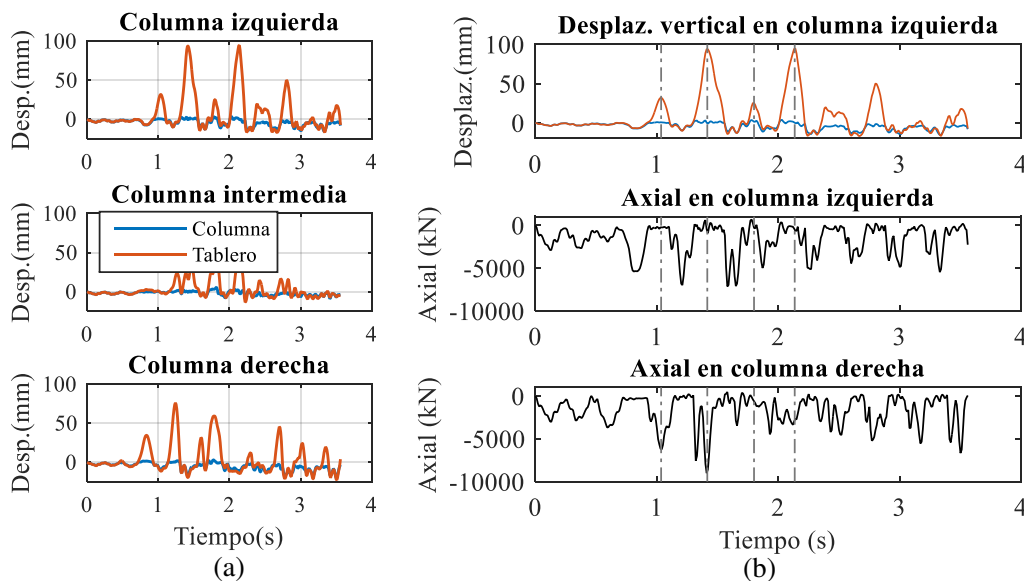 Columna izquierda
Desp.(mm)
100
50
0
0 1 2 3 4
Columna intermedia
Desp.(mm)
100
50
0
Columna
Tablero
0 1 2 3 4
Columna derecha
Desp.(mm)
100
50
0
0 1 2 3 4
Tiempo(s)
(a)
Desplaz. vertical en columna izquierda
Desplaz.(mm)
100
50
0
0 1 2 3 4
Axial en columna izquierda
Axial (kN)
0
-5000
-10000
0 1 2 3 4
Axial en columna derecha
Axial (kN)
0
-5000
-10000
0 1 2 3 4
Tiempo (s)
(b)